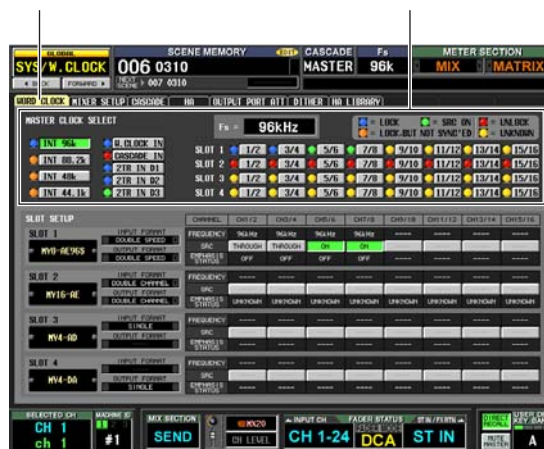 GLOBAL SCENE MEMORY EDIT CASCADE Fs METER SECTION
SYS/W.CLOCK 006 0310 MASTER 96k MIX MATRIX
BACK FORWARD NEXT SCENE 007 0310
WORD CLOCK MIXER SETUP CASCADE HA OUTPUT PORT ATT DITHER HA LIBRARY
MASTER CLOCK SELECT Fs = 96kHz = LOCK = SRC ON = UNLOCK
= LOCK-BUT NOT SYNC'ED = UNKNOWN
INT 96k W.CLOCK IN SLOT 1 1/2 3/4 5/6 7/8 9/10 11/12 13/14 15/16
INT 88.2k CASCADE IN SLOT 2 1/2 3/4 5/6 7/8 9/10 11/12 13/14 15/16
INT 48k 2TR IN D1 SLOT 3 1/2 3/4 5/6 7/8 9/10 11/12 13/14 15/16
INT 44.1k 2TR IN D2 SLOT 4 1/2 3/4 5/6 7/8 9/10 11/12 13/14 15/16
2TR IN D3
SLOT SETUP CHANNEL CH1/2 CH3/4 CH5/6 CH7/8 CH9/10 CH11/12 CH13/14 CH15/16
SLOT 1 INPUT FORMAT FREQUENCY 96kHz 96kHz 96kHz 96kHz ---- ---- ---- ----
DOUBLE SPEED
MY8-AE96S OUTPUT FORMAT SRC THROUGH THROUGH ON ON
DOUBLE SPEED EMPHASIS STATUS OFF OFF OFF OFF ---- ---- ---- ----
SLOT 2 INPUT FORMAT FREQUENCY ---- ---- ---- ---- ---- ---- ---- ----
DOUBLE CHANNEL
MY16-AE OUTPUT FORMAT SRC
DOUBLE CHANNEL EMPHASIS STATUS UNKNOWN UNKNOWN UNKNOWN UNKNOWN UNKNOWN UNKNOWN UNKNOWN UNKNOWN
SLOT 3 INPUT FORMAT FREQUENCY ---- ---- ---- ---- ---- ---- ---- ----
SINGLE
MY4-AD OUTPUT FORMAT SRC
EMPHASIS STATUS ---- ---- ---- ---- ---- ---- ---- ----
SLOT 4 INPUT FORMAT FREQUENCY ---- ---- ---- ---- ---- ---- ---- ----
MY4-DA OUTPUT FORMAT SRC
SINGLE EMPHASIS STATUS ---- ---- ---- ---- ---- ---- ---- ----
SELECTED CH MACHINE ID MIX SECTION MX20 INPUT CH FADER STATUS ST IN/FX RTN DIRECT RECALL
CH 1 SEND CH LEVEL CH 1-24 FADER MODE DCA ST IN MUTE MASTER A
ch 1 #1